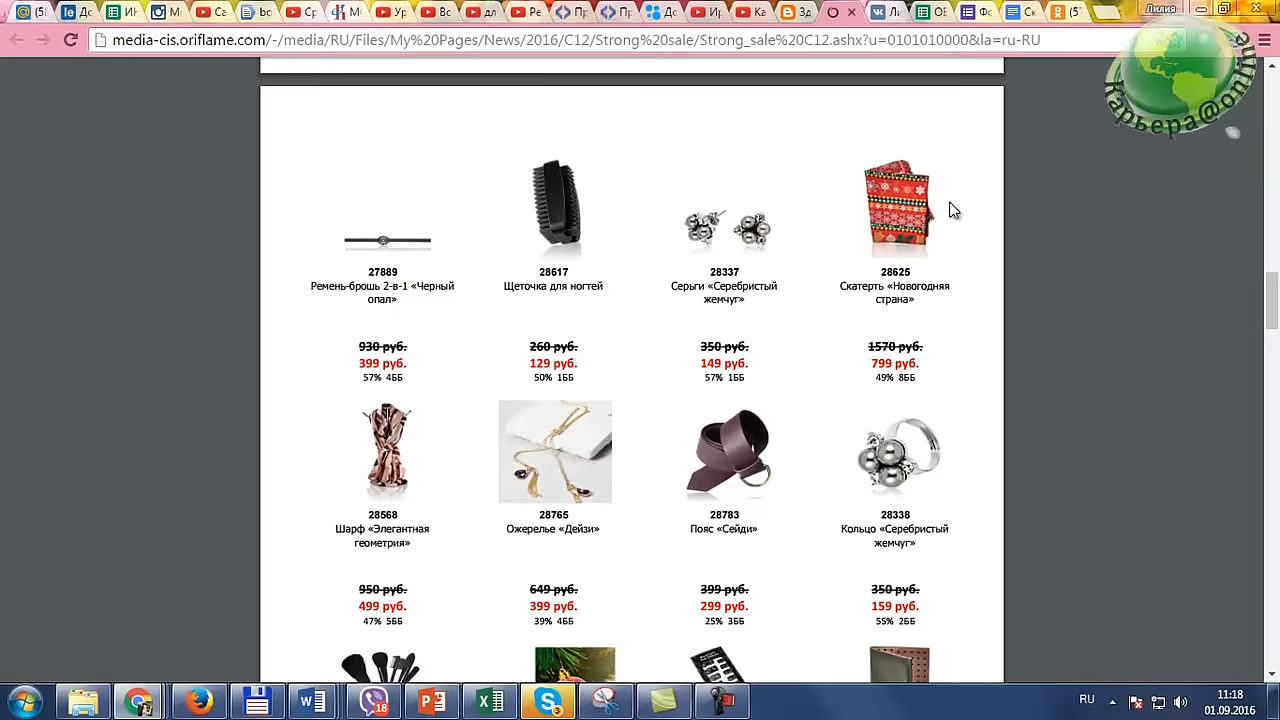 Лилия
media-cis.oriflame.com/-/media/RU/Files/My%20Pages/News/2016/C12/Strong%20sale/Strong_sale%20C12.ashx?u=0101010000&la=ru-RU
Карьера@online
27889 28617 28337 28625
Ремень-брошь 2-в-1 «Черный Щеточка для ногтей Серьги «Серебристый Скатерть «Новогодняя
опал» жемчуг» страна»
930 руб. 260 руб. 350 руб. 1570 руб.
399 руб. 129 руб. 149 руб. 799 руб.
57% 4ББ 50% 1ББ 57% 1ББ 49% 8ББ
28568 28765 28783 28338
Шарф «Элегантная Ожерелье «Дейзи» Пояс «Сейди» Кольцо «Серебристый
геометрия» жемчуг»
950 руб. 649 руб. 399 руб. 350 руб.
499 руб. 399 руб. 299 руб. 159 руб.
47% 5ББ 39% 4ББ 25% 3ББ 55% 2ББ
18
3
RU
11:18
01.09.2016